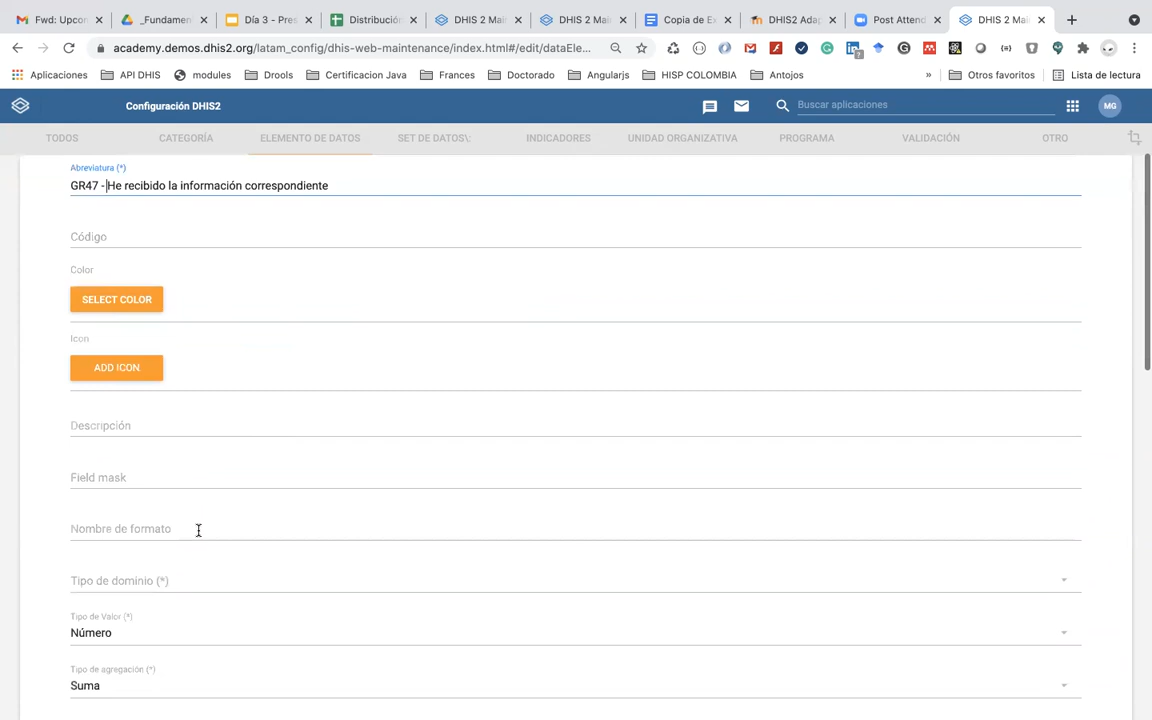 Fwd: Upcon
_Fundamen
Día 3 - Pres
Distribución
DHIS 2 Mai
DHIS 2 Mai
Copia de Ex
DHIS2 Adap
Post Attend
DHIS 2 Mai
academy.demos.dhis2.org/latam_config/dhis-web-maintenance/index.html#/edit/dataEle...
Aplicaciones
API DHIS
modules
Drools
Certificacion Java
Frances
Doctorado
Angularjs
HISP COLOMBIA
Antojos
»
Otros favoritos
Lista de lectura
Configuración DHIS2
Buscar aplicaciones
MG
TODOS
CATEGORÍA
ELEMENTO DE DATOS
SET DE DATOS\:
INDICADORES
UNIDAD ORGANIZATIVA
PROGRAMA
VALIDACIÓN
OTRO
Abreviatura (*)
GR47 - He recibido la información correspondiente
Código
Color
SELECT COLOR
Icon
ADD ICON
Descripción
Field mask
Nombre de formato
Tipo de dominio (*)
Tipo de Valor (*)
Número
Tipo de agregación (*)
Suma